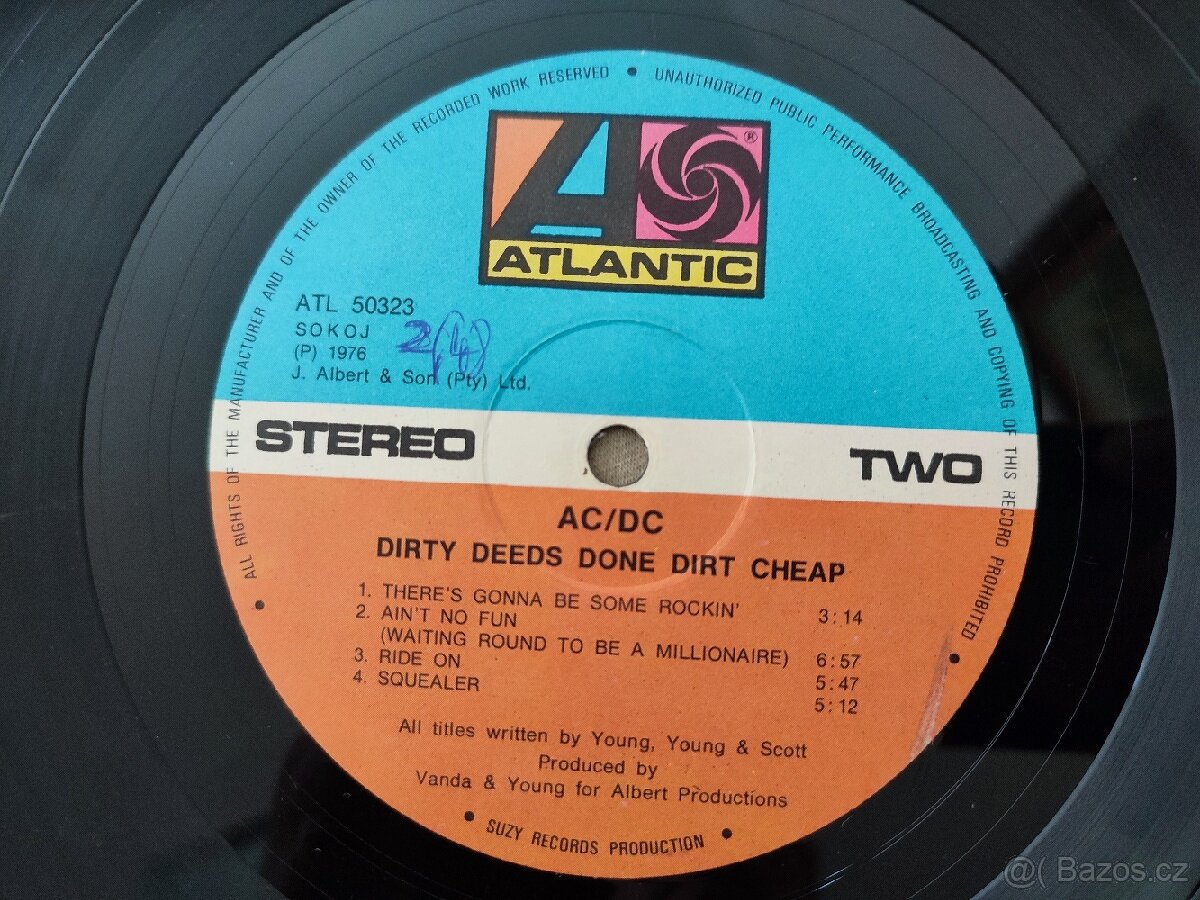 ALL RIGHTS OF THE MANUFACTURER AND OF THE OWNER OF THE RECORDED WORK RESERVED • UNAUTHORIZED PUBLIC PERFORMANCE BROADCASTING AND COPYING OF THIS RECORD PROHIBITED
®
ATLANTIC
ATL 50323
SOKOJ
(P) 1976
J. Albert & Son (Pty) Ltd.
2(4)
STEREO
TWO
AC/DC
DIRTY DEEDS DONE DIRT CHEAP
1. THERE'S GONNA BE SOME ROCKIN' 3:14
2. AIN'T NO FUN
(WAITING ROUND TO BE A MILLIONAIRE) 6:57
3. RIDE ON 5:47
4. SQUEALER 5:12
All titles written by Young, Young & Scott
Produced by
Vanda & Young for Albert Productions
• SUZY RECORDS PRODUCTION •
@( Bazos.cz